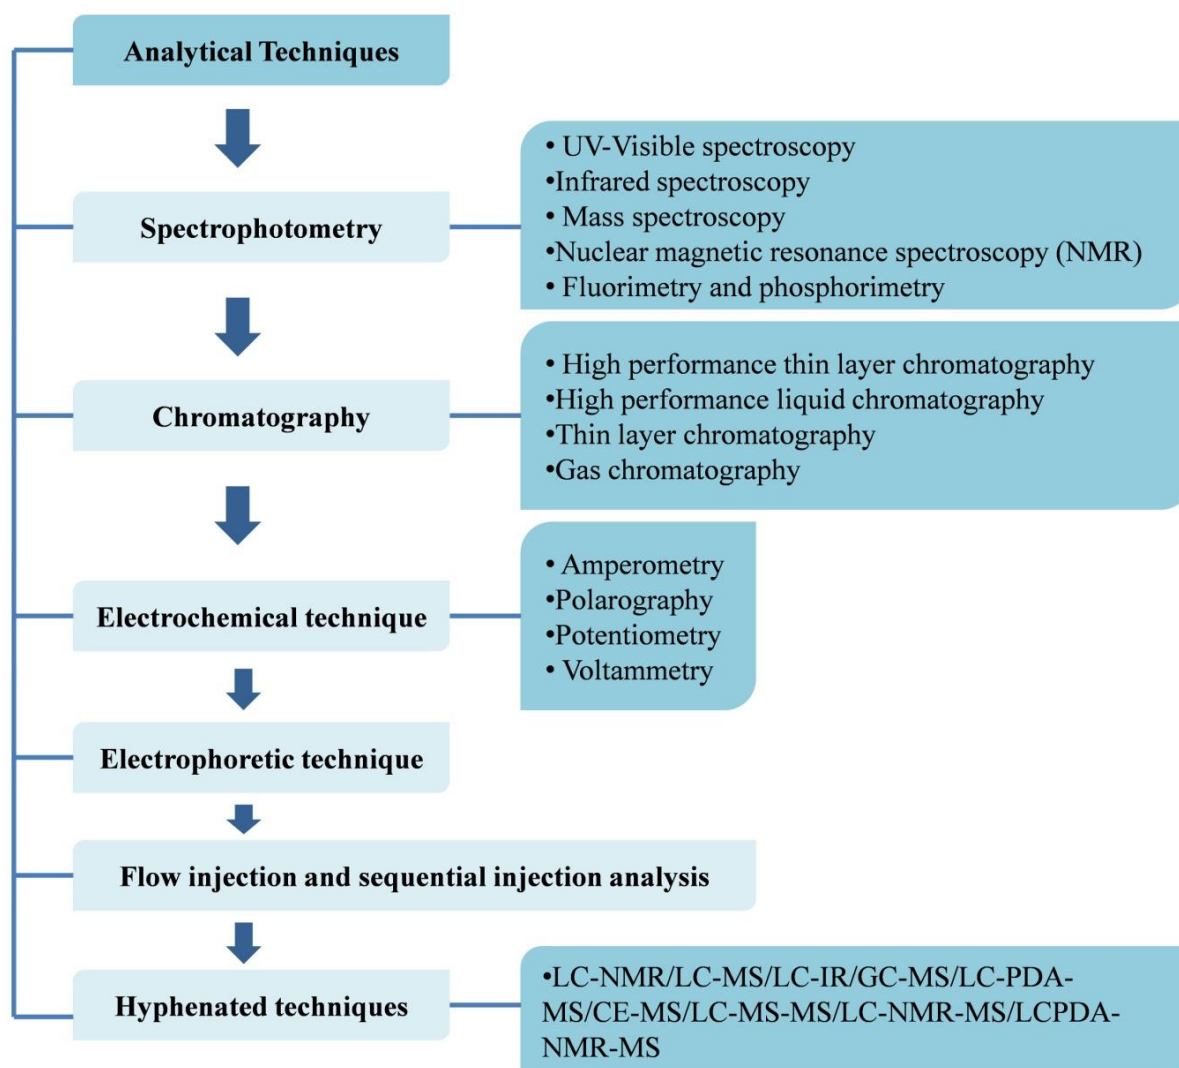 Analytical Techniques
Spectrophotometry
• UV-Visible spectroscopy
•Infrared spectroscopy
• Mass spectroscopy
•Nuclear magnetic resonance spectroscopy (NMR)
• Fluorimetry and phosphorimetry
Chromatography
• High performance thin layer chromatography
•High performance liquid chromatography
•Thin layer chromatography
•Gas chromatography
Electrochemical technique
• Amperometry
•Polarography
•Potentiometry
• Voltammetry
Electrophoretic technique
Flow injection and sequential injection analysis
Hyphenated techniques
•LC-NMR/LC-MS/LC-IR/GC-MS/LC-PDA-
MS/CE-MS/LC-MS-MS/LC-NMR-MS/LCPDA-
NMR-MS